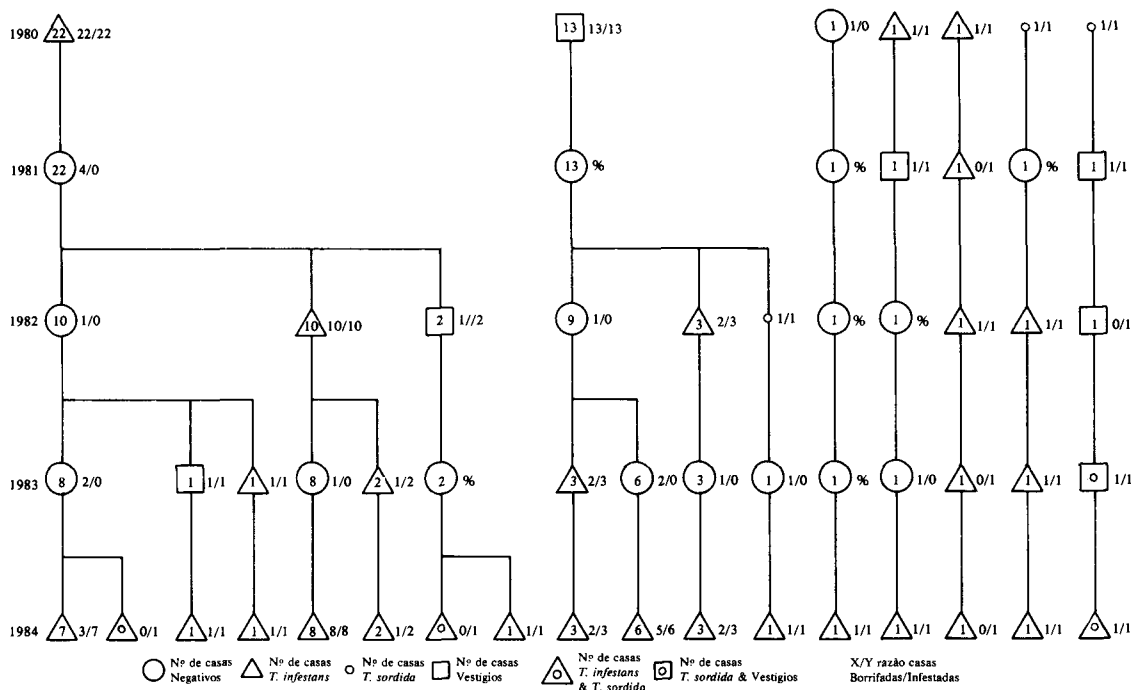 1980 22 22/22 13 13/13 1 1/0 1 1/1 1 1/1 1/1 1/1
1981 22 4/0 13 % 1 % 1 1/1 1 0/1 1 % 1 1/1
1982 10 1/0 10 10/10 2 1//2 9 1/0 3 2/3 1/1 1 % 1 % 1 1/1 1 1/1 1 0/1
1983 8 2/0 1 1/1 1 1/1 8 1/0 2 1/2 2 % 3 2/3 6 2/0 3 1/0 1 1/0 1 % 1 1/0 1 0/1 1 1/1 1/1
1984 7 3/7 0/1 1 1/1 1 1/1 8 8/8 2 1/2 0/1 1 1/1 3 2/3 6 5/6 3 2/3 1 1/1 1 1/1 1 1/1 1 0/1 1 1/1 1/1
Nº de casas
Negativos
Nº de casas
T. infestans
Nº de casas
T. sordida
Nº de casas
Vestígios
Nº de casas
T. infestans
& T. sordida
Nº de casas
T. sordida & Vestigios
X/Y razão casas
Borrifadas/Infestadas